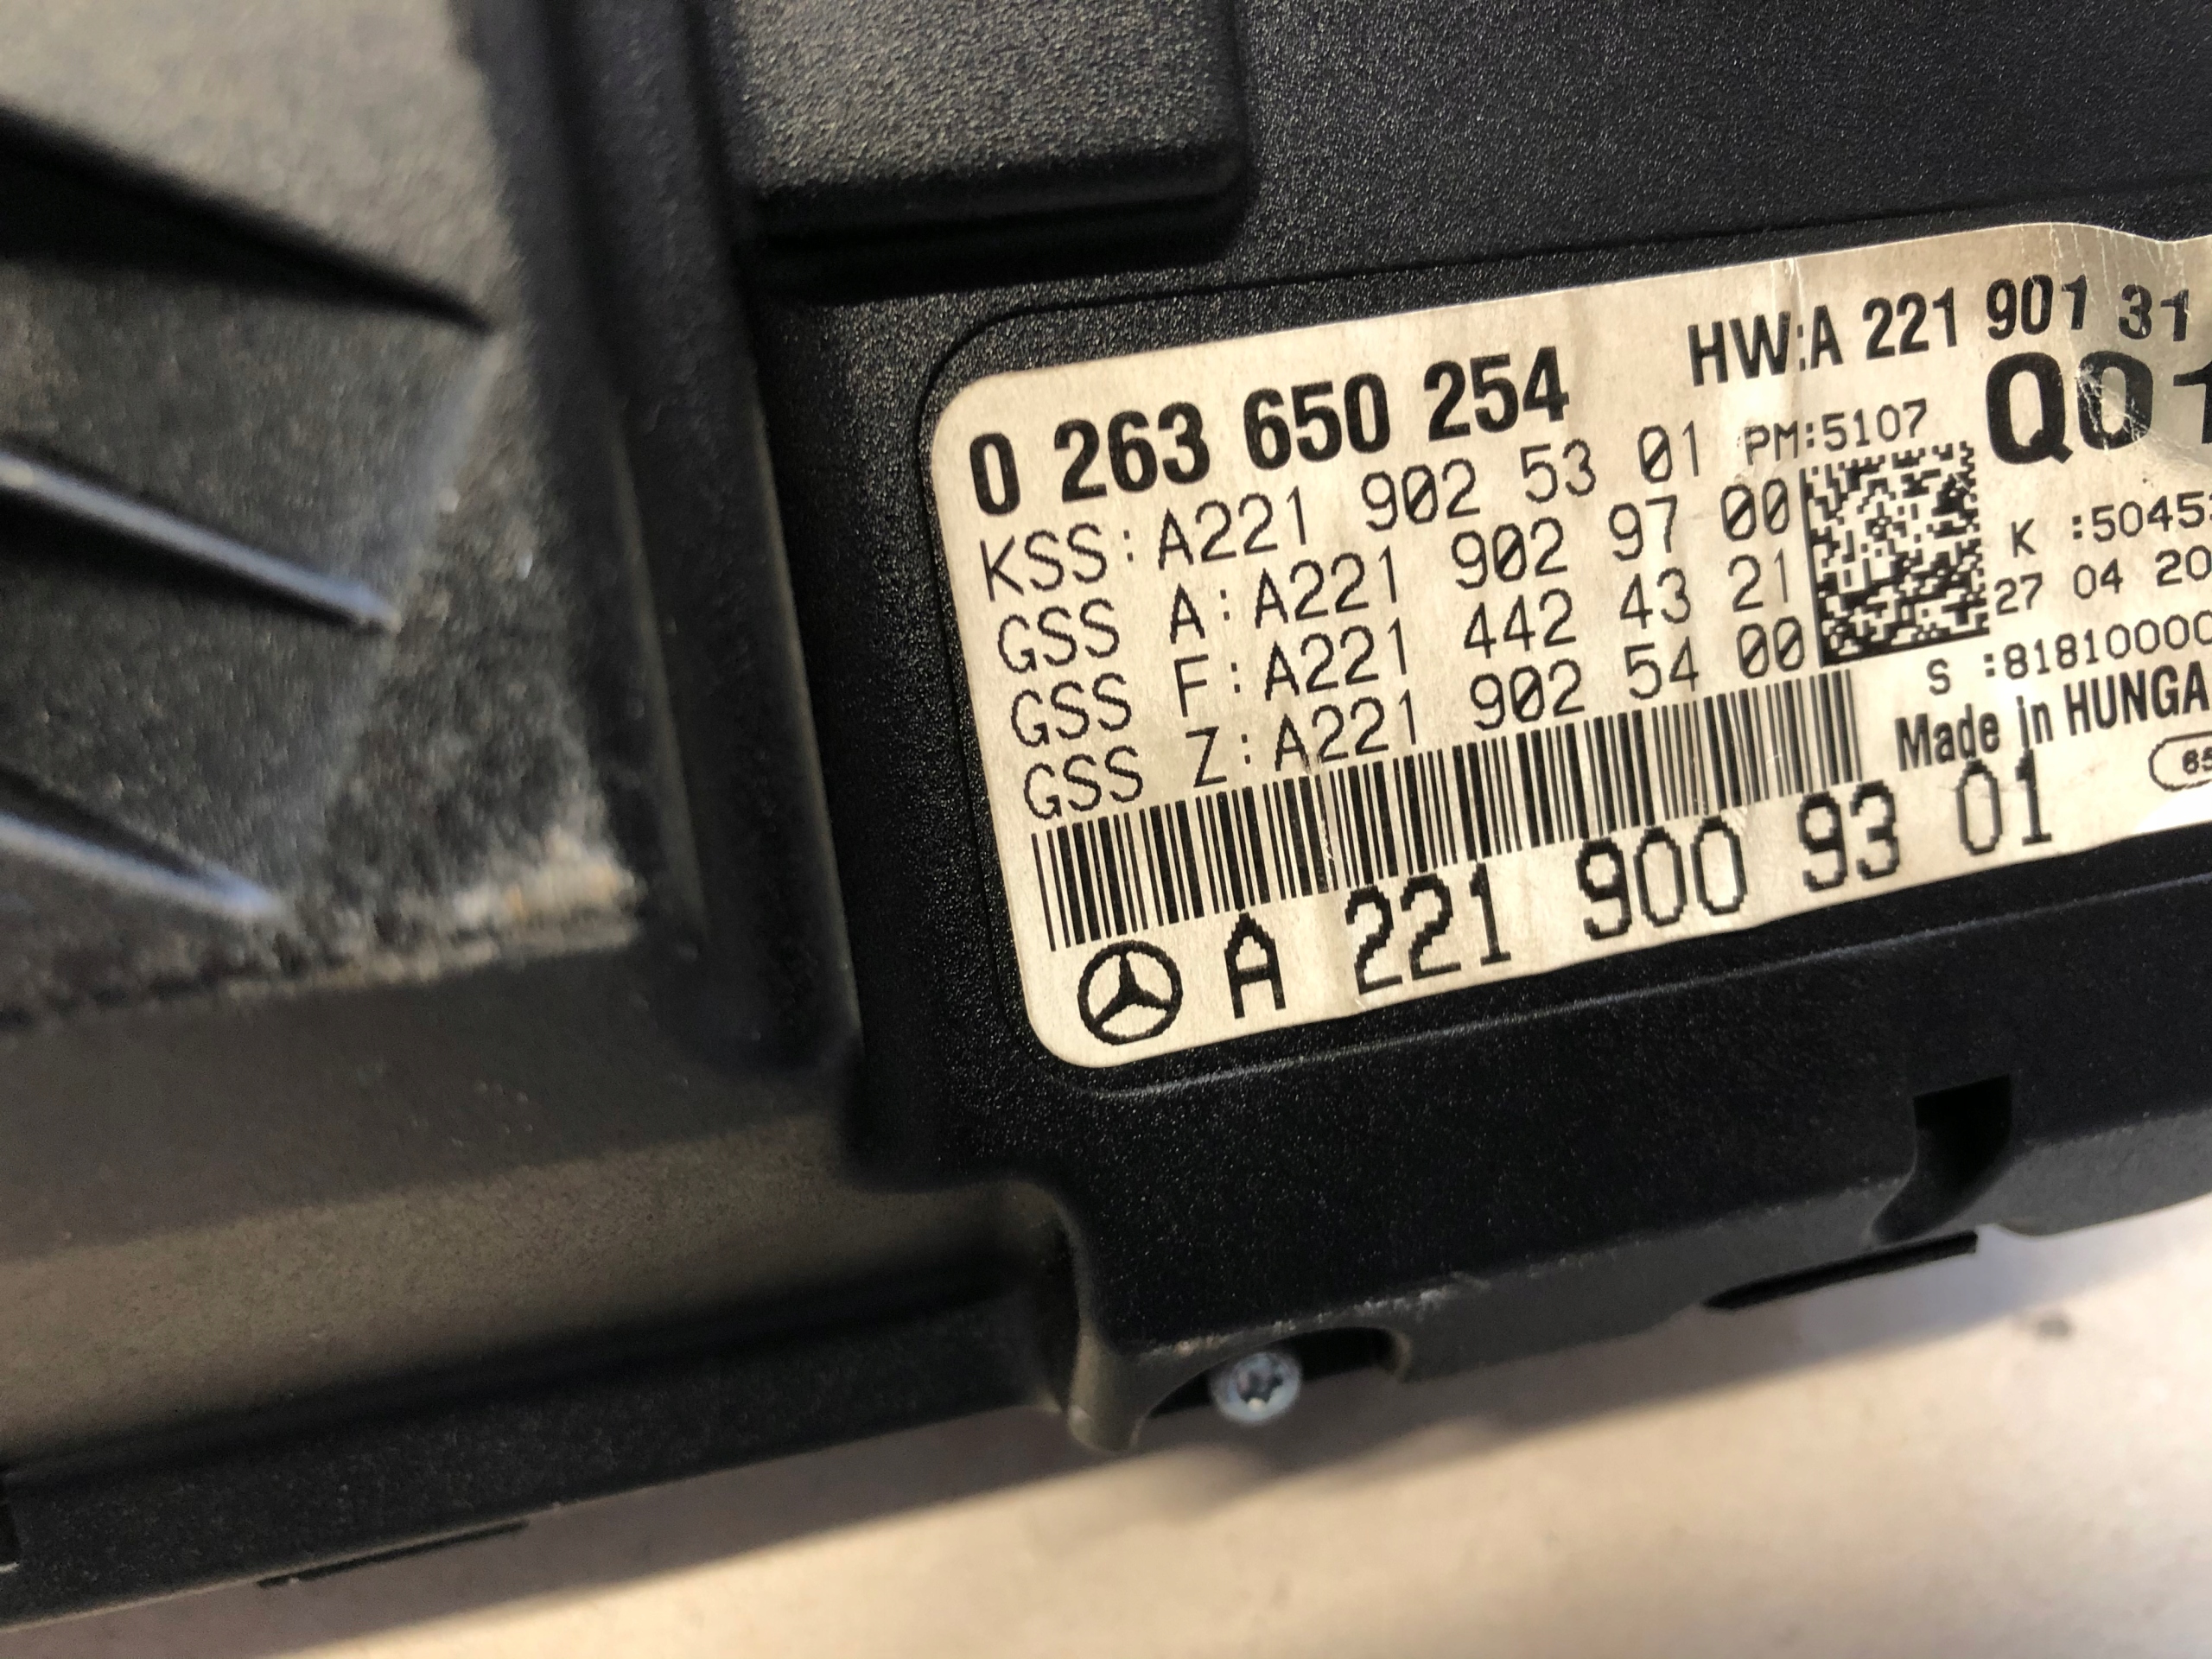 0 263 650 254
HW:A 221 901 31
KSS:A221 902 53 01
PM:5107
Q01
GSS A:A221 902 97 00
K :5045
GSS F:A221 442 43 21
27 04 20
GSS Z:A221 902 54 00
S :8181000
Made in HUNGA
65
A 221 900 93 01